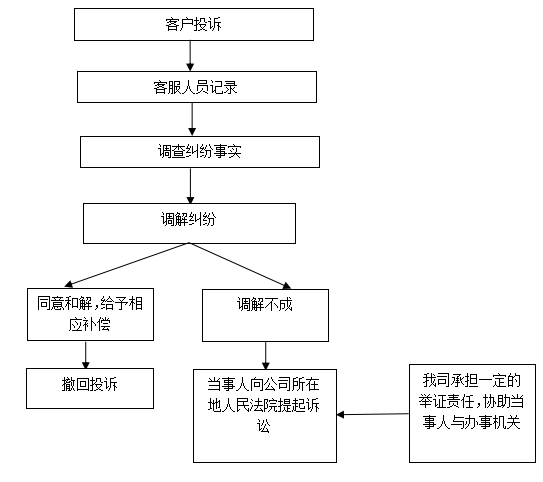 客户投诉
客服人员记录
调查纠纷事实
调解纠纷
同意和解，给予相
应补偿
调解不成
撤回投诉
当事人向公司所在
地人民法院提起诉
讼
我司承担一定的
举证责任，协助当
事人与办事机关